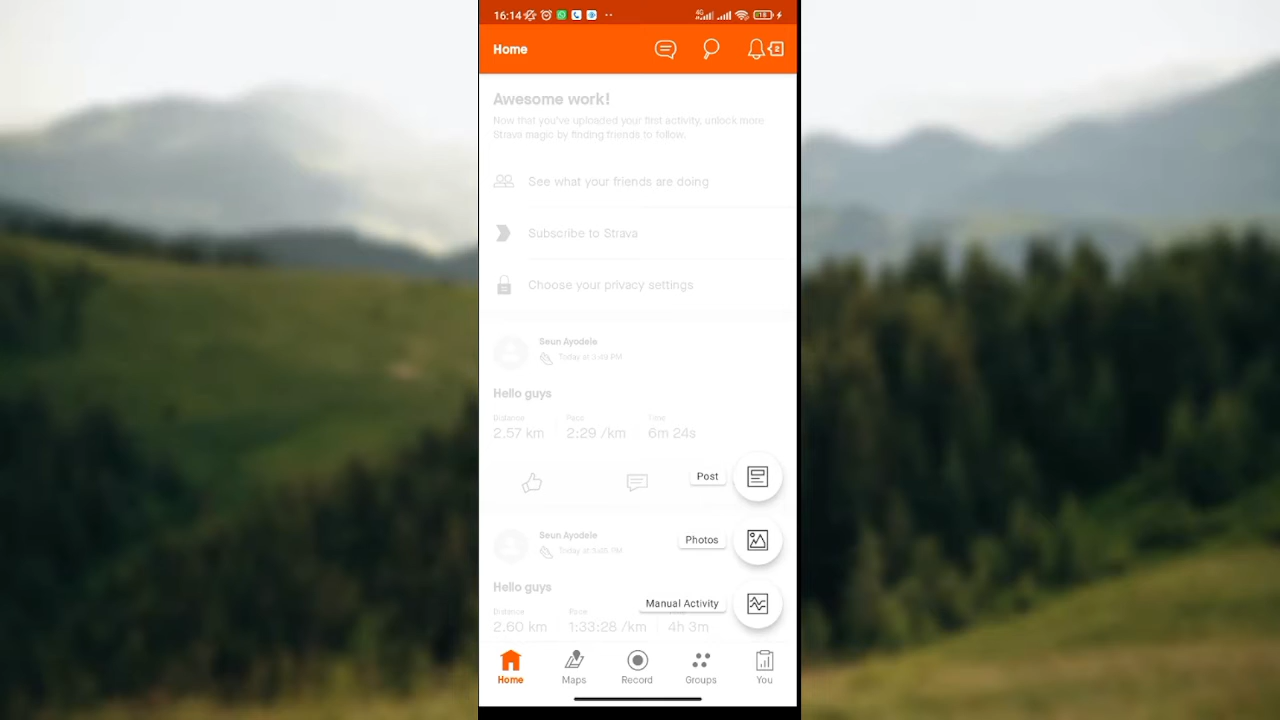 16:14
4G
18
Home
2
Awesome work!
Now that you've uploaded your first activity, unlock more
Strava magic by finding friends to follow.
See what your friends are doing
Subscribe to Strava
Choose your privacy settings
Seun Ayodele
Today at 3:49 PM
Hello guys
Distance Pace Time
2.57 km 2:29 /km 6m 24s
Post
Seun Ayodele
Today at 3:45 PM
Photos
Hello guys
Manual Activity
Distance Pace
2.60 km 1:33:28 /km 4h 3m
Home Maps Record Groups You